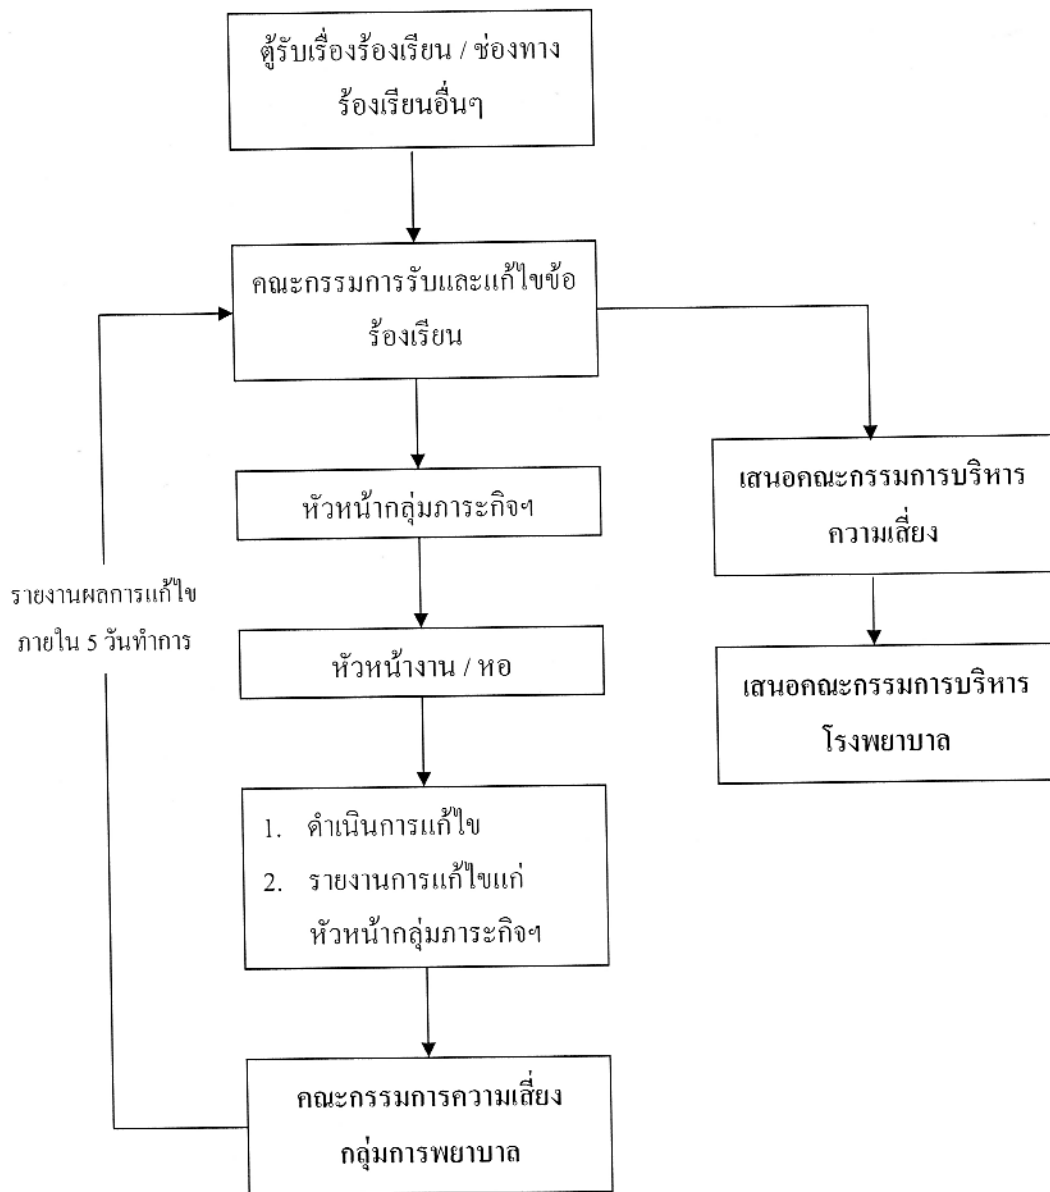 ตู้รับเรื่องร้องเรียน / ช่องทาง
ร้องเรียนอื่นๆ
คณะกรรมการรับและแก้ไขข้อ
ร้องเรียน
หัวหน้ากลุ่มภาระกิจฯ
หัวหน้างาน / หอ
1. ดำเนินการแก้ไข
2. รายงานการแก้ไขแก่
หัวหน้ากลุ่มภาระกิจฯ
คณะกรรมการความเสี่ยง
กลุ่มการพยาบาล
รายงานผลการแก้ไข
ภายใน 5 วันทำการ
เสนอคณะกรรมการบริหาร
ความเสี่ยง
เสนอคณะกรรมการบริหาร
โรงพยาบาล